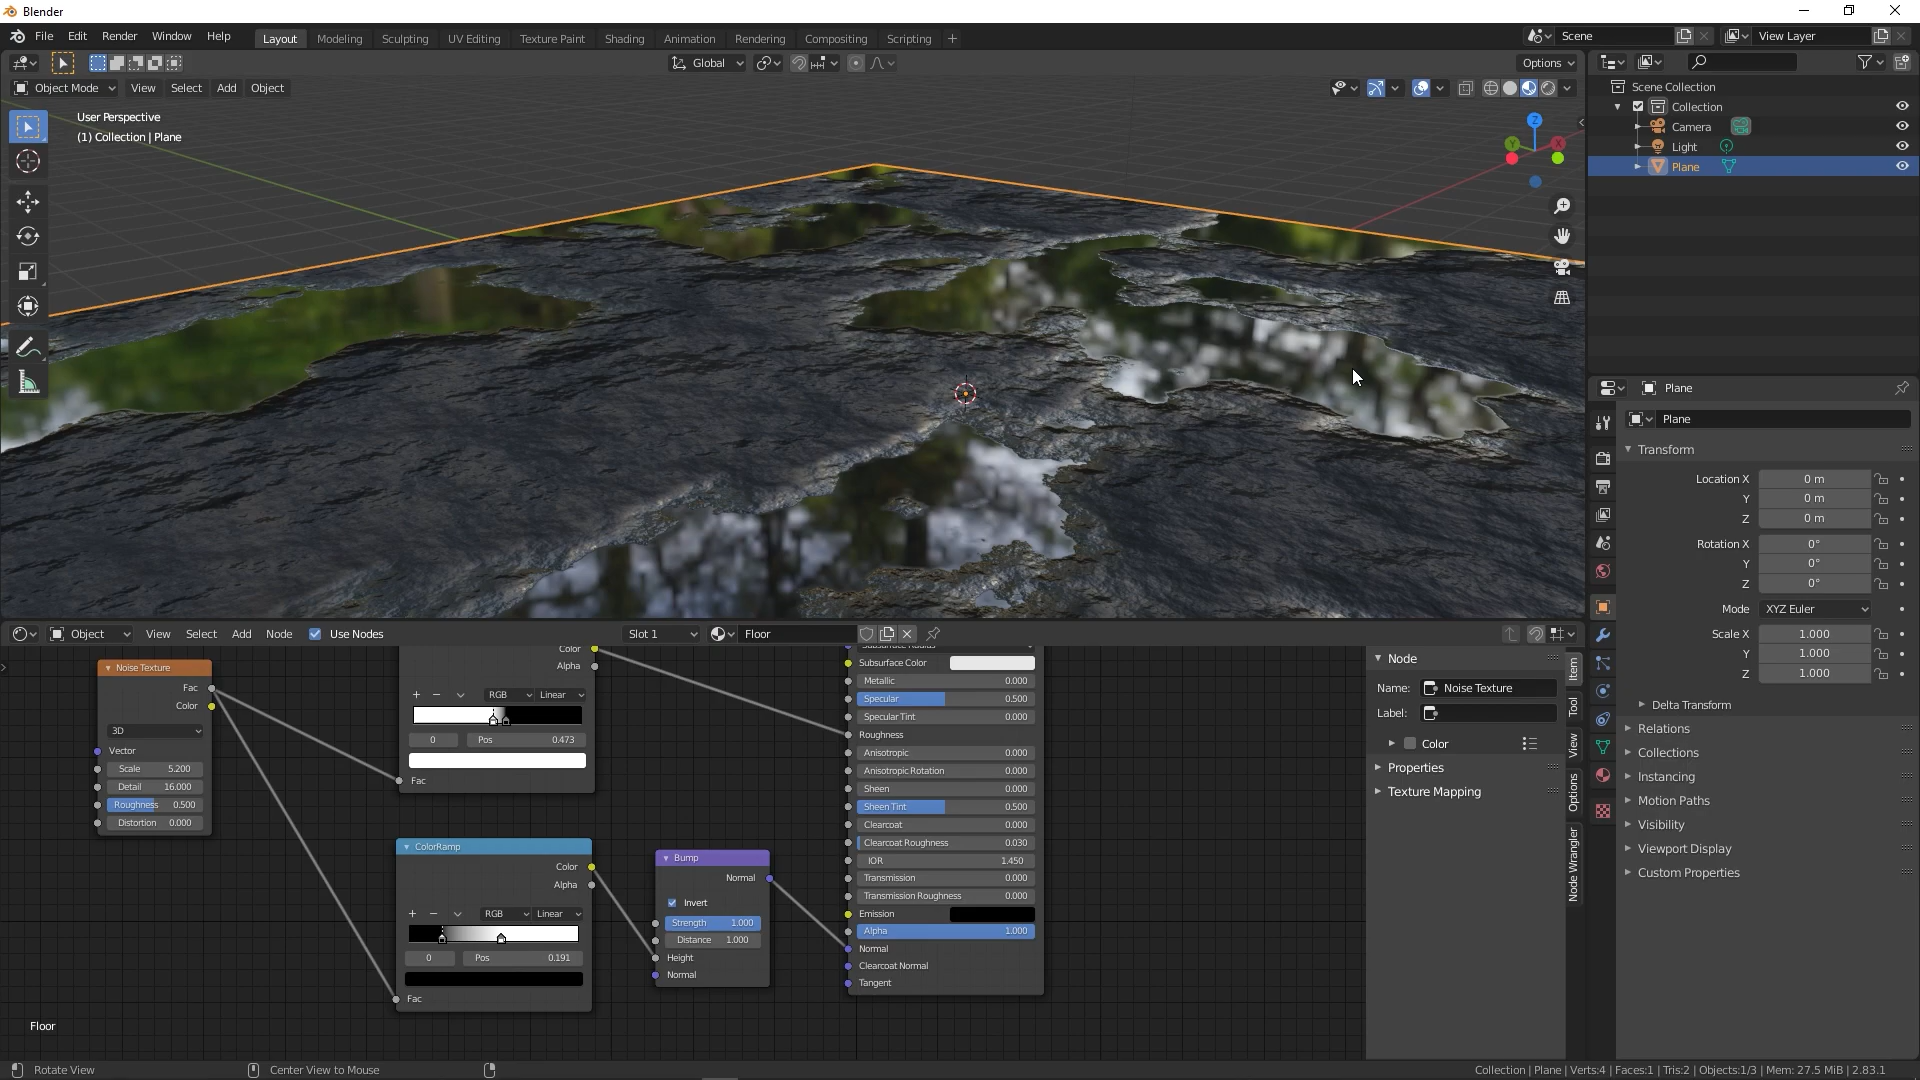 Blender
File Edit Render Window Help Layout Modeling Sculpting UV Editing Texture Paint Shading Animation Rendering Compositing Scripting + Scene View Layer
Global Options
Object Mode View Select Add Object
User Perspective
(1) Collection | Plane
Z
Y X
Scene Collection
Collection
Camera
Light
Plane
Plane
Plane
Transform
Location X 0 m
Y 0 m
Z 0 m
Rotation X 0°
Y 0°
Z 0°
Mode XYZ Euler
Scale X 1.000
Y 1.000
Z 1.000
Delta Transform
Relations
Collections
Instancing
Motion Paths
Visibility
Viewport Display
Custom Properties
Object View Select Add Node Use Nodes Slot 1 Floor
Noise Texture
Fac
Color
3D
Vector
Scale 5.200
Detail 16.000
Roughness 0.500
Distortion 0.000
Color
Alpha
+ − RGB Linear
0 Pos 0.473
Fac
ColorRamp
Color
Alpha
+ − RGB Linear
0 Pos 0.191
Fac
Bump
Normal
Invert
Strength 1.000
Distance 1.000
Height
Normal
Subsurface Radius
Subsurface Color
Metallic 0.000
Specular 0.500
Specular Tint 0.000
Roughness
Anisotropic 0.000
Anisotropic Rotation 0.000
Sheen 0.000
Sheen Tint 0.500
Clearcoat 0.000
Clearcoat Roughness 0.030
IOR 1.450
Transmission 0.000
Transmission Roughness 0.000
Emission
Alpha 1.000
Normal
Clearcoat Normal
Tangent
Node
Name: Noise Texture
Label:
Color
Properties
Texture Mapping
Item
Tool
View
Options
Node Wrangler
Floor
Rotate View Center View to Mouse Collection | Plane | Verts:4 | Faces:1 | Tris:2 | Objects:1/3 | Mem: 27.5 MiB | 2.83.1